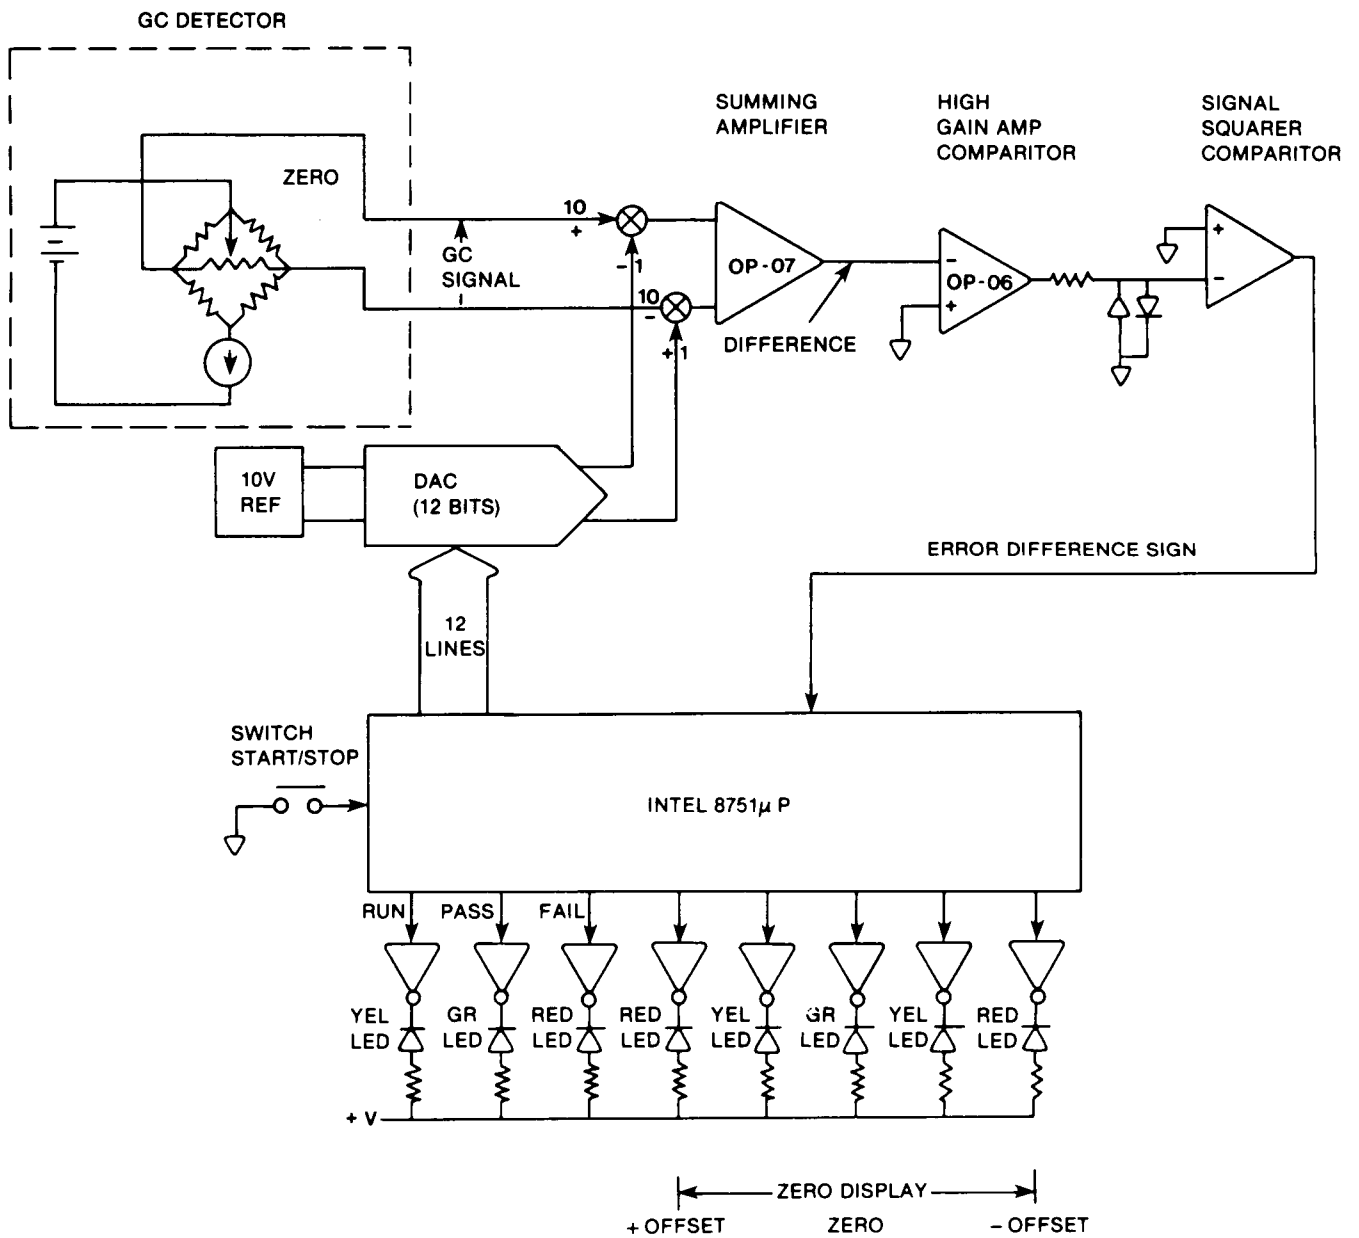 GC DETECTOR
SUMMING
AMPLIFIER
HIGH
GAIN AMP
COMPARITOR
SIGNAL
SQUARER
COMPARITOR
ZERO
10
+
GC
SIGNAL
- 1
10
-
+ 1
OP-07
DIFFERENCE
-
OP-06
+
+
-
10V
REF
DAC
(12 BITS)
ERROR DIFFERENCE SIGN
12
LINES
SWITCH
START/STOP
INTEL 8751μ P
RUN
PASS
FAIL
YEL
LED
GR
LED
RED
LED
RED
LED
YEL
LED
GR
LED
YEL
LED
RED
LED
+ V
ZERO DISPLAY
+ OFFSET
ZERO
- OFFSET